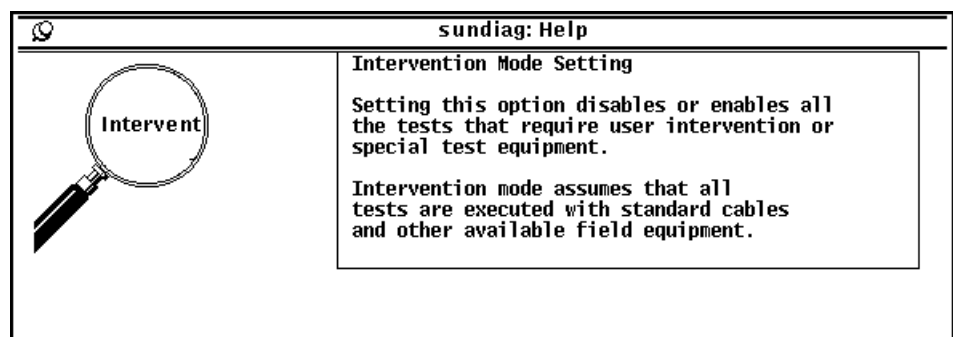 sundiag: Help
Intervent
Intervention Mode Setting
Setting this option disables or enables all
the tests that require user intervention or
special test equipment.
Intervention mode assumes that all
tests are executed with standard cables
and other available field equipment.